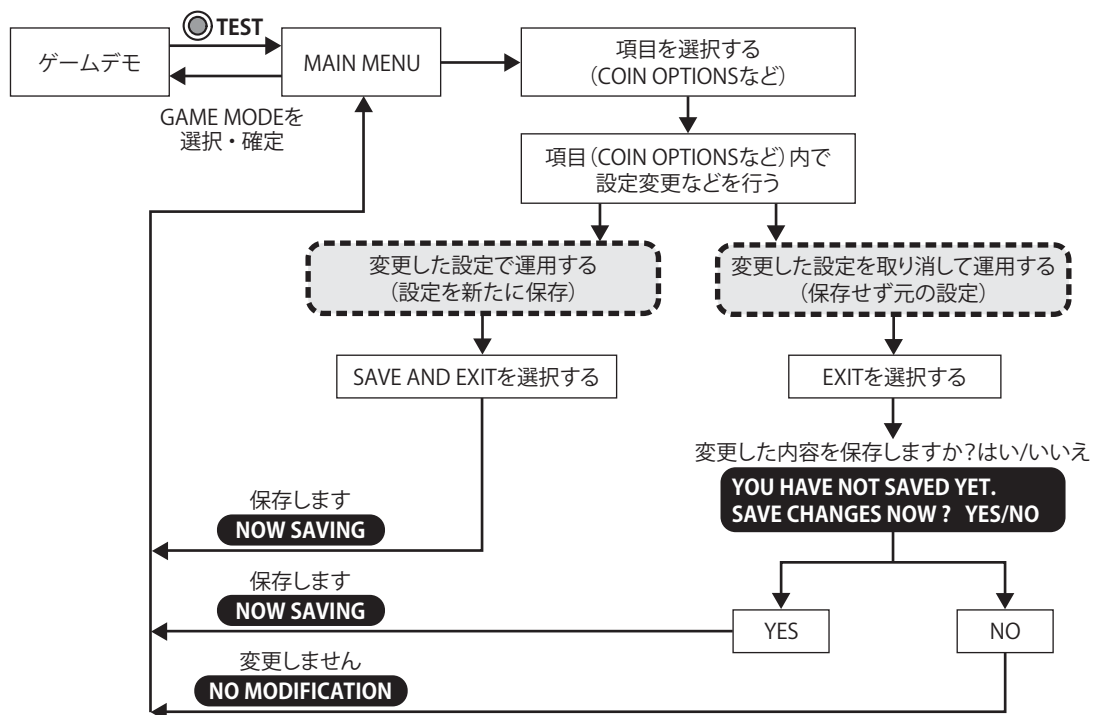 TEST
ゲームデモ
MAIN MENU
項目を選択する
(COIN OPTIONSなど)
GAME MODEを
選択・確定
項目(COIN OPTIONSなど)内で
設定変更などを行う
変更した設定で運用する
(設定を新たに保存)
変更した設定を取り消して運用する
(保存せず元の設定)
SAVE AND EXITを選択する
EXITを選択する
変更した内容を保存しますか?はい/いいえ
YOU HAVE NOT SAVED YET.
SAVE CHANGES NOW ? YES/NO
保存します
NOW SAVING
保存します
NOW SAVING
YES
NO
変更しません
NO MODIFICATION